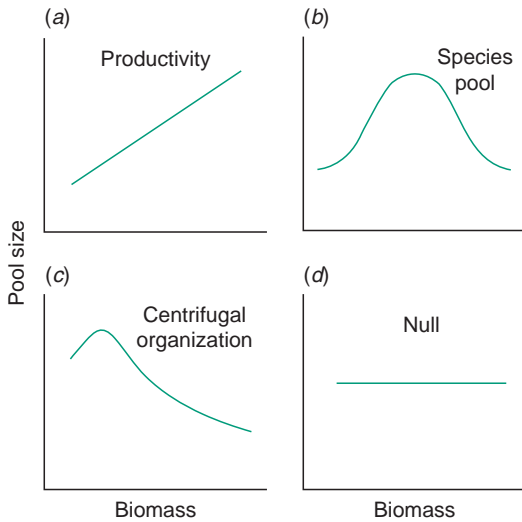 (a)
Productivity
(b)
Species
pool
Pool size
(c)
Centrifugal
organization
(d)
Null
Biomass
Biomass